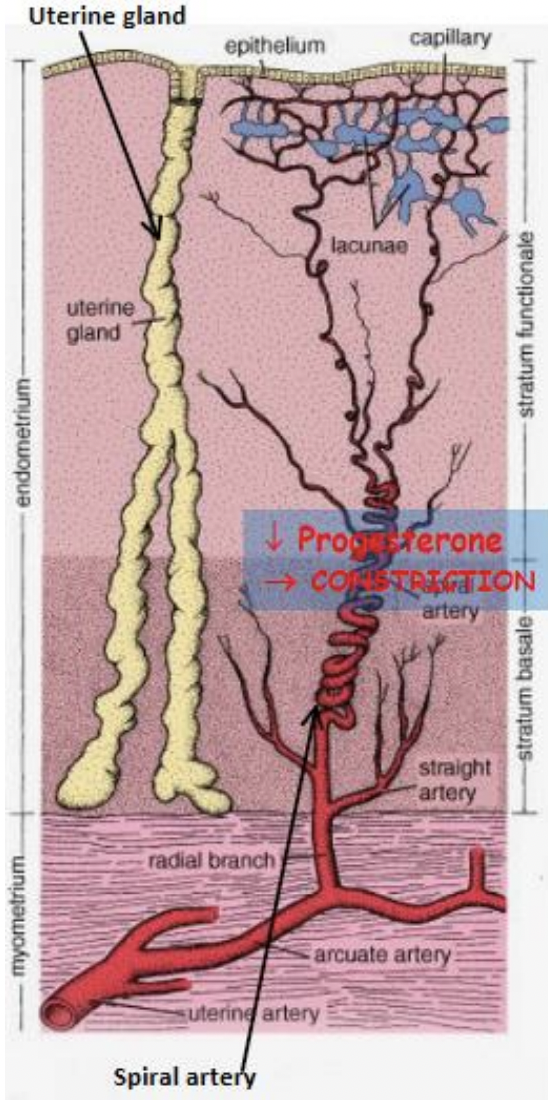 Uterine gland
epithelium
capillary
lacunae
uterine
gland
endometrium
stratum functionale
↓ Progesterone
→ CONSTRICTION
spiral
artery
stratum basale
straight
artery
radial branch
myometrium
arcuate artery
uterine artery
Spiral artery